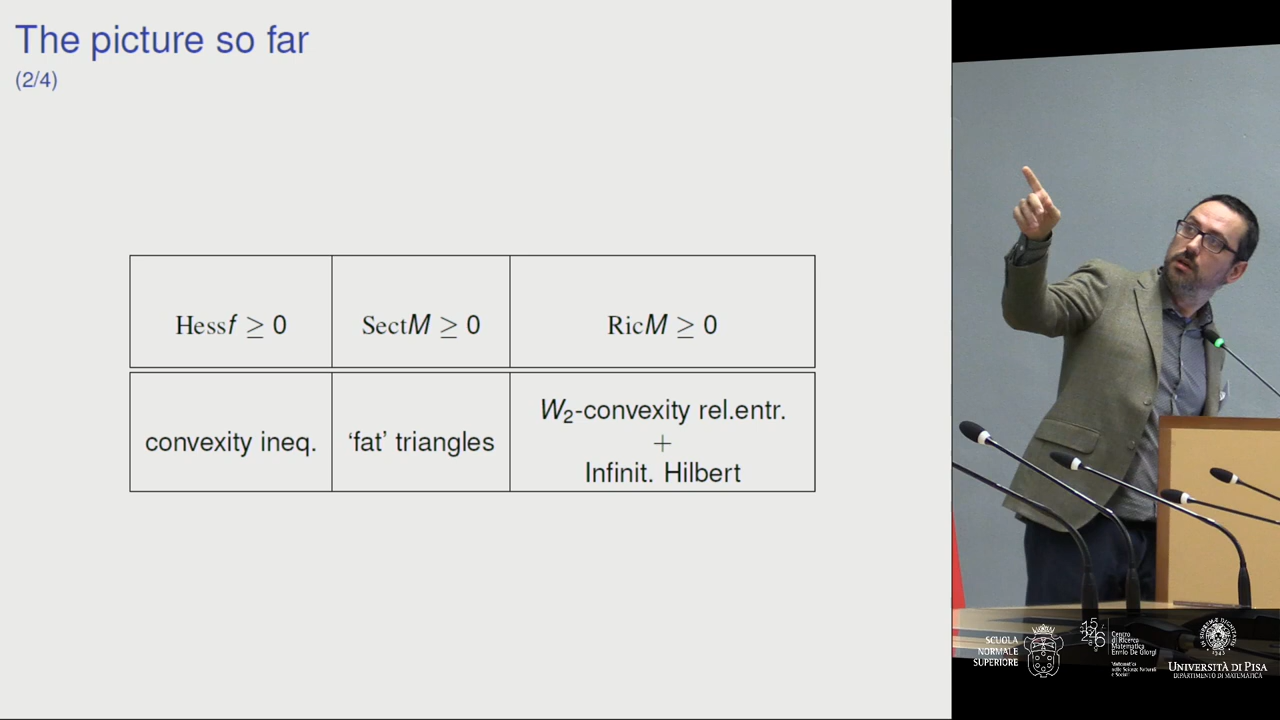 The picture so far
(2/4)
Hessf ≥ 0
SectM ≥ 0
RicM ≥ 0
convexity ineq.
‘fat’ triangles
W₂-convexity rel.entr.
+
Infinit. Hilbert
SCUOLA
NORMALE
SUPERIORE
Centro
di Ricerca
Matematica
Ennio De Giorgi
UNIVERSITÀ DI PISA
DIPARTIMENTO DI MATEMATICA